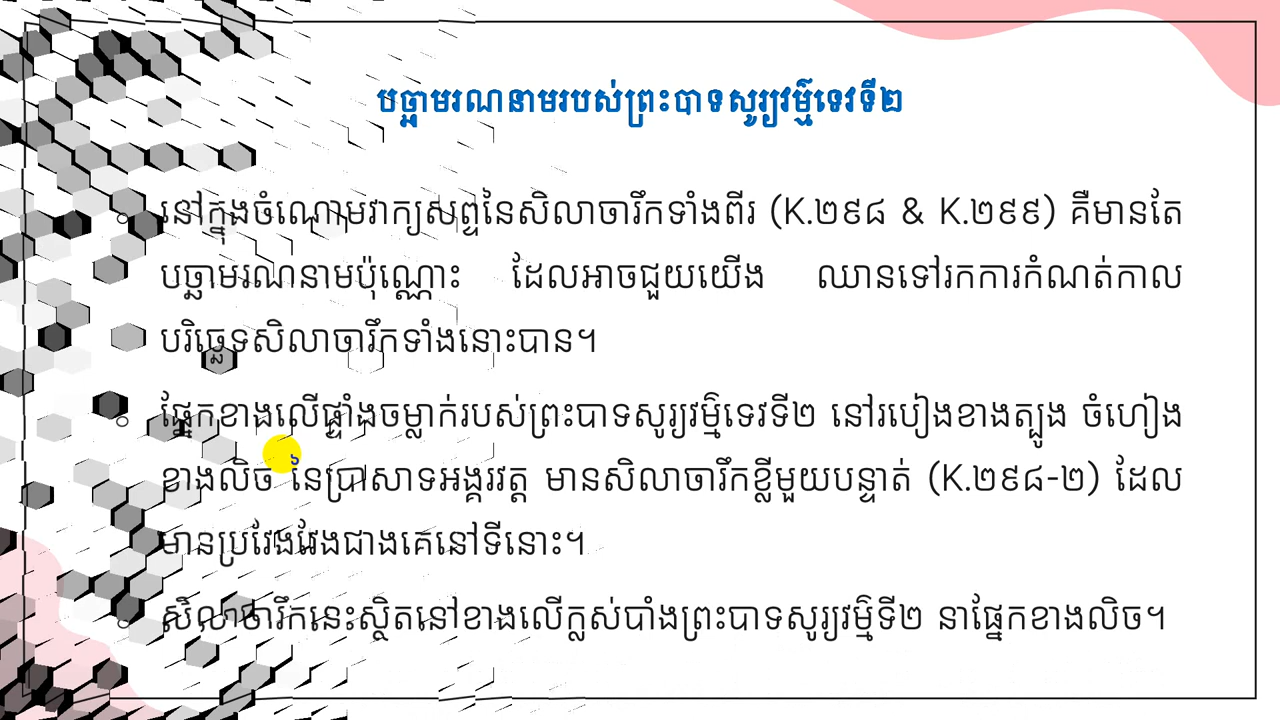 បច្ឆាមរណនាមរបស់ព្រះបាទសូរ្យវម៌្មទេវទី២
នៅក្នុងចំណោមវាក្យសព្ទនៃសិលាចារឹកទាំងពីរ (K.២៩៨ & K.២៩៩) គឺមានតែ
បច្ឆាមរណនាមប៉ុណ្ណោះ ដែលអាចជួយយើង ឈានទៅរកការកំណត់កាល
បរិច្ឆេទសិលាចារឹកទាំងនោះបាន។
ផ្នែកខាងលើផ្ទាំងចម្លាក់របស់ព្រះបាទសូរ្យវម៌្មទេវទី២ នៅរបៀងខាងត្បូង ចំហៀង
ខាងលិច នៃប្រាសាទអង្គរវត្ត មានសិលាចារឹកខ្លីមួយបន្ទាត់ (K.២៩៨-២) ដែល
មានប្រវែងវែងជាងគេនៅទីនោះ។
សិលាចារឹកនេះស្ថិតនៅខាងលើក្លស់បាំងព្រះបាទសូរ្យវម៌្មទី២ នាផ្នែកខាងលិច។